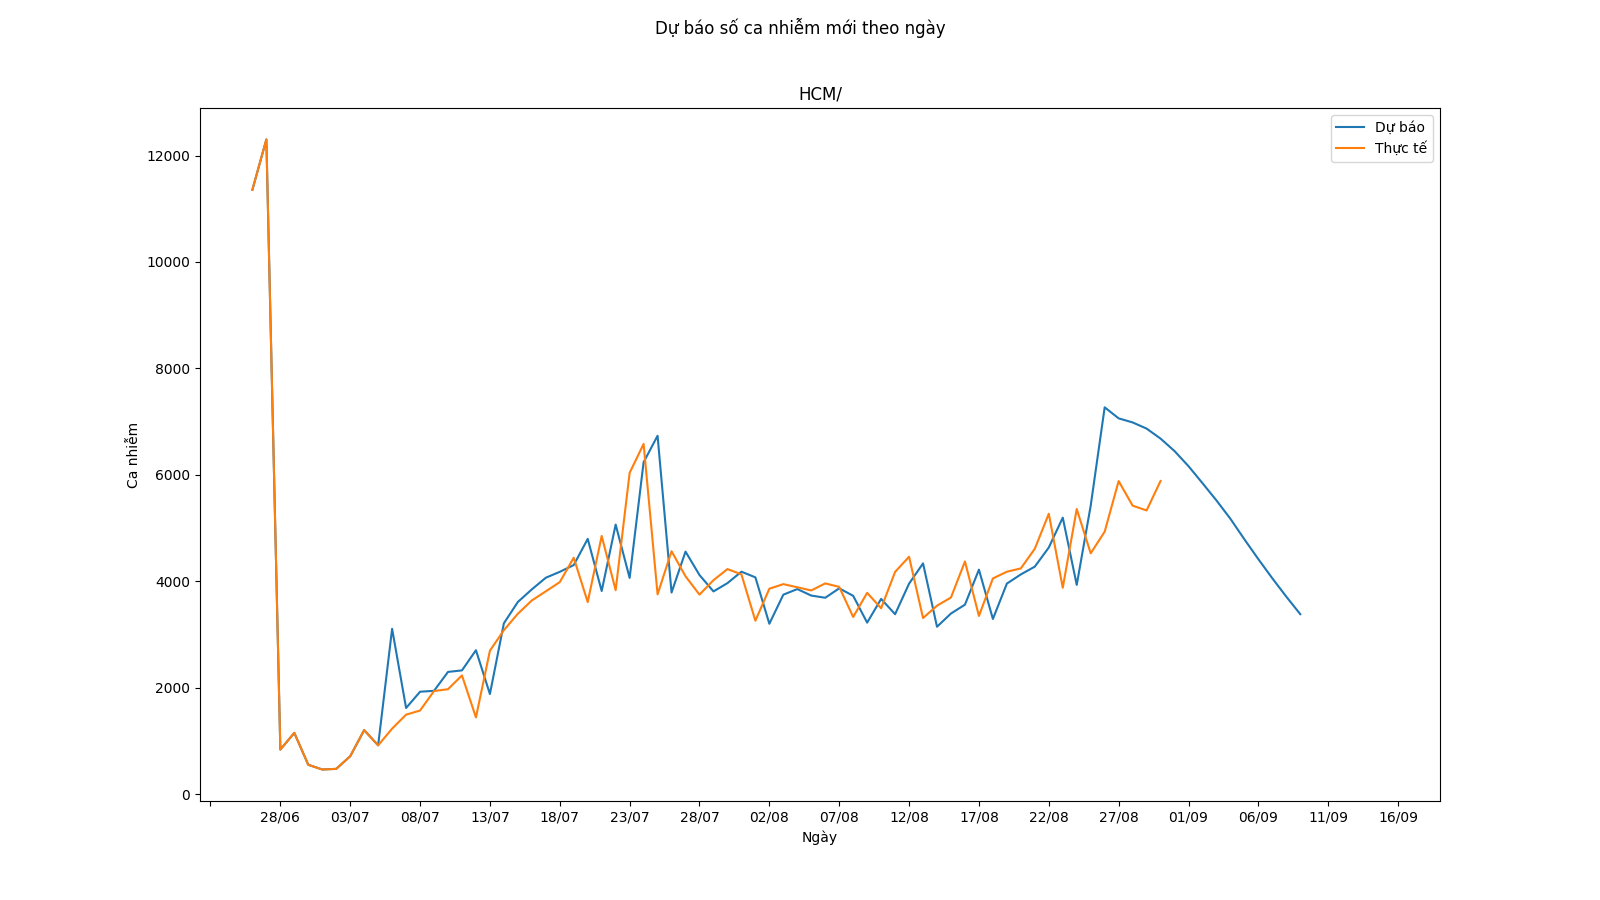 Dự báo số ca nhiễm mới theo ngày
HCM/
Dự báo
Thực tế
12000
10000
8000
6000
4000
2000
0
Ca nhiễm
28/06 03/07 08/07 13/07 18/07 23/07 28/07 02/08 07/08 12/08 17/08 22/08 27/08 01/09 06/09 11/09 16/09
Ngày